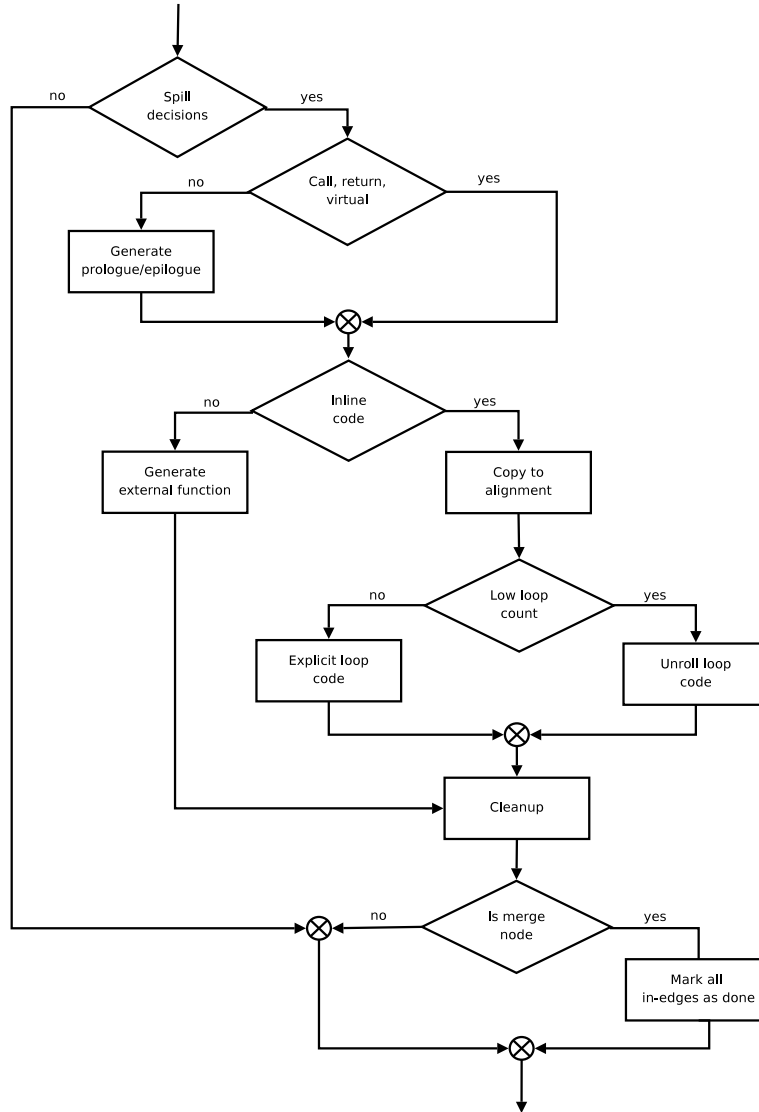 Spill
decisions
no
yes
Call, return,
virtual
no
yes
Generate
prologue/epilogue
Inline
code
no
yes
Generate
external function
Copy to
alignment
Low loop
count
no
yes
Explicit loop
code
Unroll loop
code
Cleanup
Is merge
node
no
yes
Mark all
in-edges as done